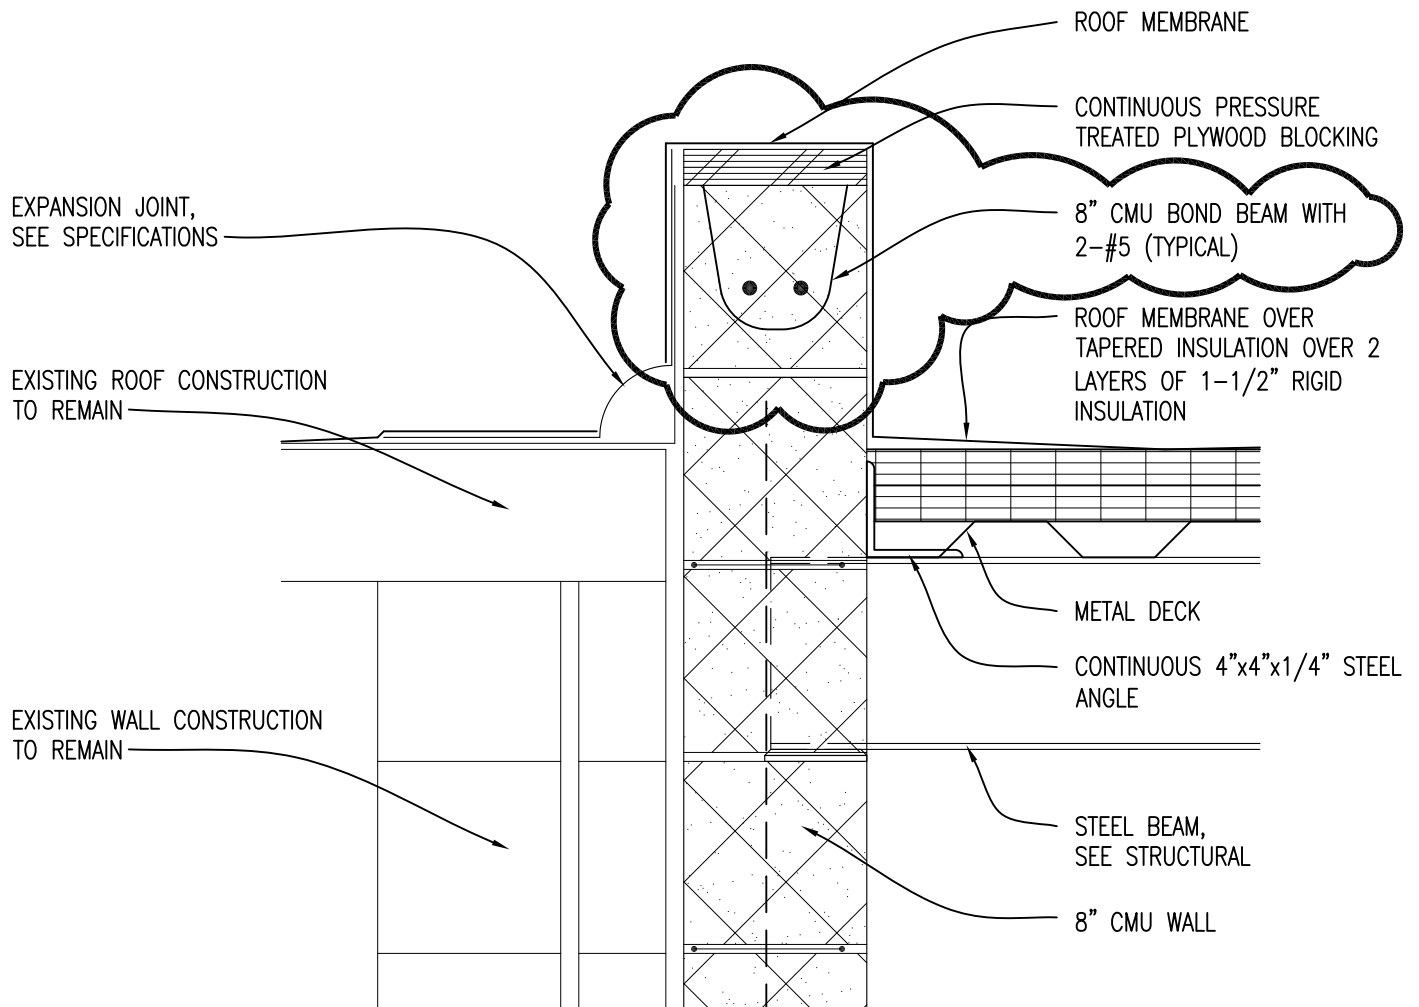 ROOF MEMBRANE
CONTINUOUS PRESSURE
TREATED PLYWOOD BLOCKING
EXPANSION JOINT,
SEE SPECIFICATIONS
8" CMU BOND BEAM WITH
2-#5 (TYPICAL)
ROOF MEMBRANE OVER
TAPERED INSULATION OVER 2
LAYERS OF 1-1/2" RIGID
INSULATION
EXISTING ROOF CONSTRUCTION
TO REMAIN
METAL DECK
CONTINUOUS 4"x4"x1/4" STEEL
ANGLE
EXISTING WALL CONSTRUCTION
TO REMAIN
STEEL BEAM,
SEE STRUCTURAL
8" CMU WALL